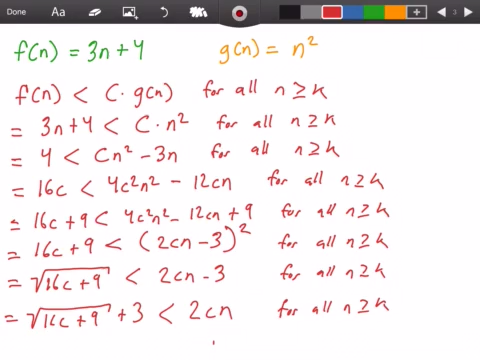 Done Aa 3
f(n) = 3n+4 g(n) = n²
f(n) < C · g(n) for all n ≥ k
= 3n+4 < C · n² for all n ≥ k
= 4 < Cn² - 3n for all n ≥ k
= 16c < 4c²n² - 12cn for all n ≥ k
= 16c + 9 < 4c²n² - 12cn + 9 for all n ≥ k
= 16c + 9 < (2cn - 3)² for all n ≥ k
= √(16c + 9) < 2cn - 3 for all n ≥ k
= √(16c + 9) + 3 < 2cn for all n ≥ k